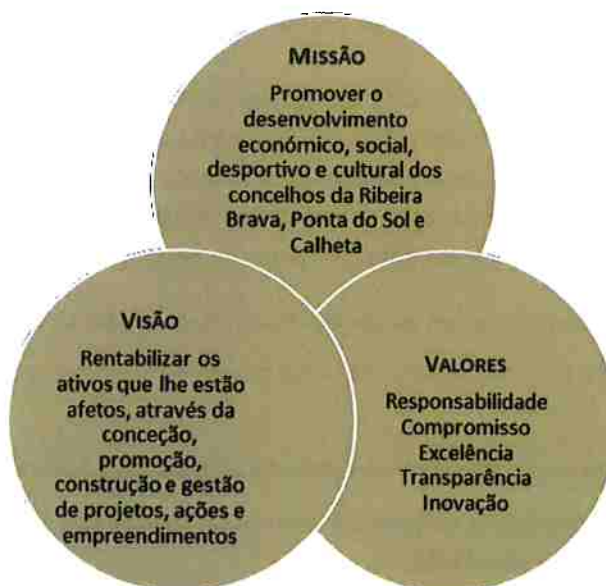 MISSÃO
Promover o
desenvolvimento
económico, social,
desportivo e cultural dos
concelhos da Ribeira
Brava, Ponta do Sol e
Calheta
VISÃO
Rentabilizar os
ativos que lhe estão
afetos, através da
conceção,
promoção,
construção e gestão
de projetos, ações e
empreendimentos
VALORES
Responsabilidade
Compromisso
Excelência
Transparência
Inovação